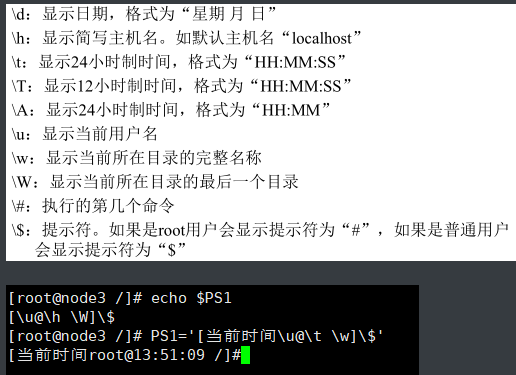 \d：显示日期，格式为“星期 月 日”
\h：显示简写主机名。如默认主机名“localhost”
\t：显示24小时制时间，格式为“HH:MM:SS”
\T：显示12小时制时间，格式为“HH:MM:SS”
\A：显示24小时制时间，格式为“HH:MM”
\u：显示当前用户名
\w：显示当前所在目录的完整名称
\W：显示当前所在目录的最后一个目录
\#：执行的第几个命令
\$：提示符。如果是root用户会显示提示符为“#”，如果是普通用户
会显示提示符为“$”
[root@node3 /]# echo $PS1
[\u@\h \W]\$
[root@node3 /]# PS1='[当前时间\u@\t \w]\$'
[当前时间root@13:51:09 /]#